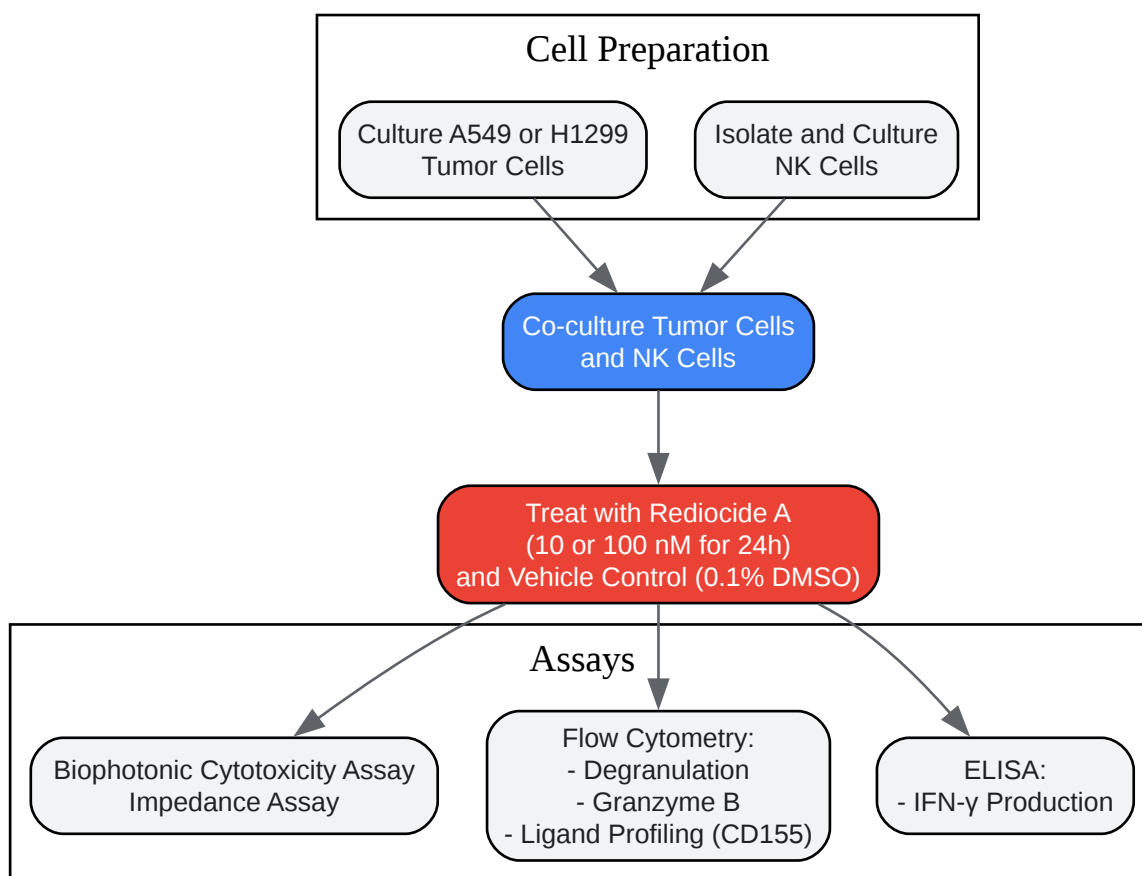 Cell Preparation
Culture A549 or H1299
Tumor Cells
Isolate and Culture
NK Cells
Co-culture Tumor Cells
and NK Cells
Treat with Rediocide A
(10 or 100 nM for 24h)
and Vehicle Control (0.1% DMSO)
Assays
Biophotonic Cytotoxicity Assay
Impedance Assay
Flow Cytometry:
- Degranulation
- Granzyme B
- Ligand Profiling (CD155)
ELISA:
- IFN-γ Production